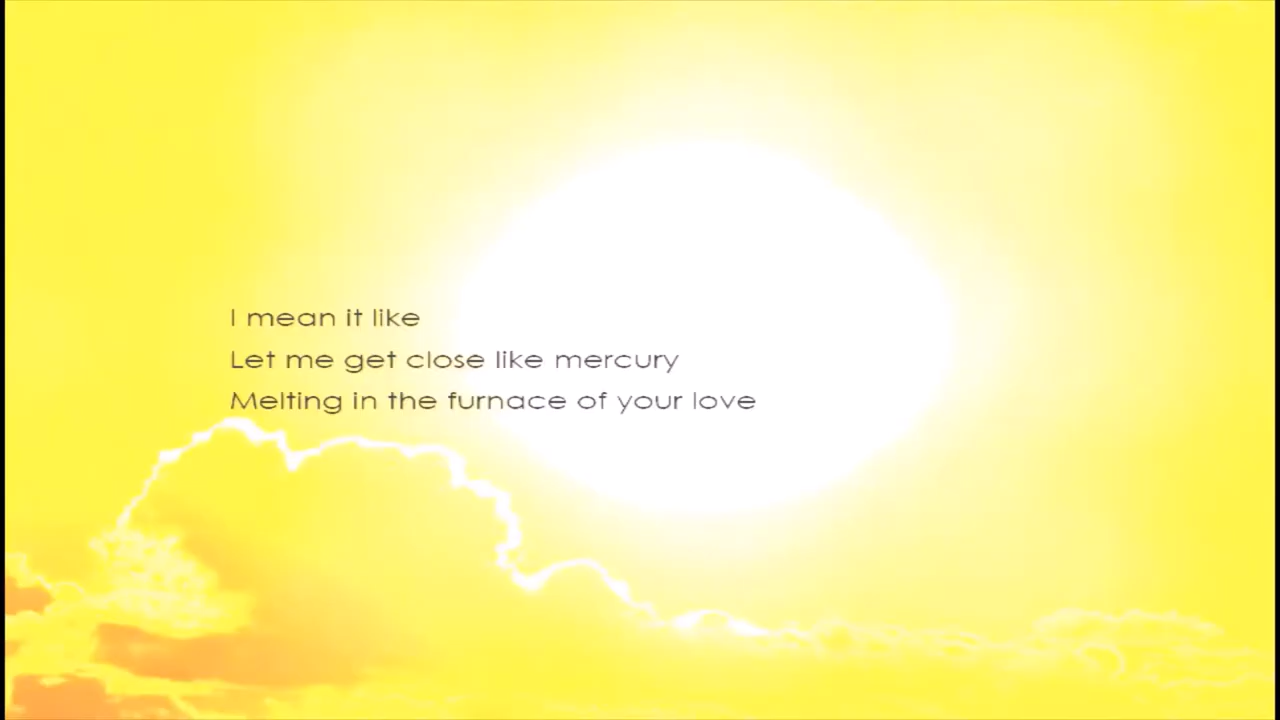 I mean it like
Let me get close like mercury
Melting in the furnace of your love